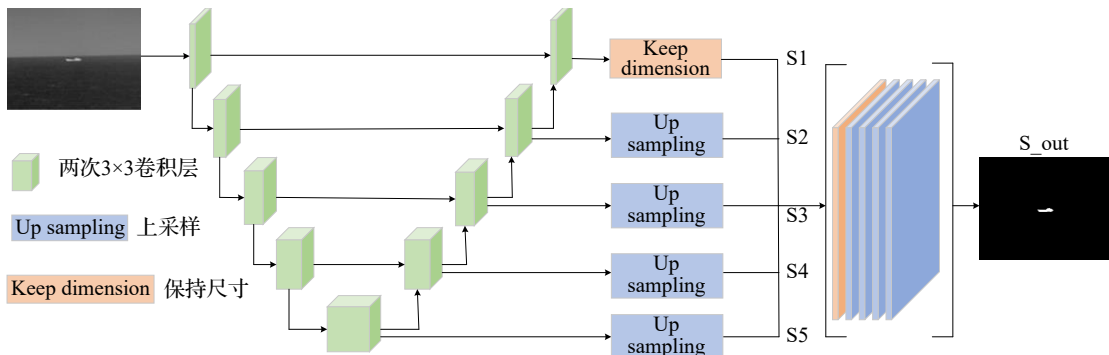 Keep
dimension
S1
Up
sampling
S2
S_out
两次3×3卷积层
Up
sampling
S3
Up sampling 上采样
Up
sampling
S4
Keep dimension 保持尺寸
Up
sampling
S5